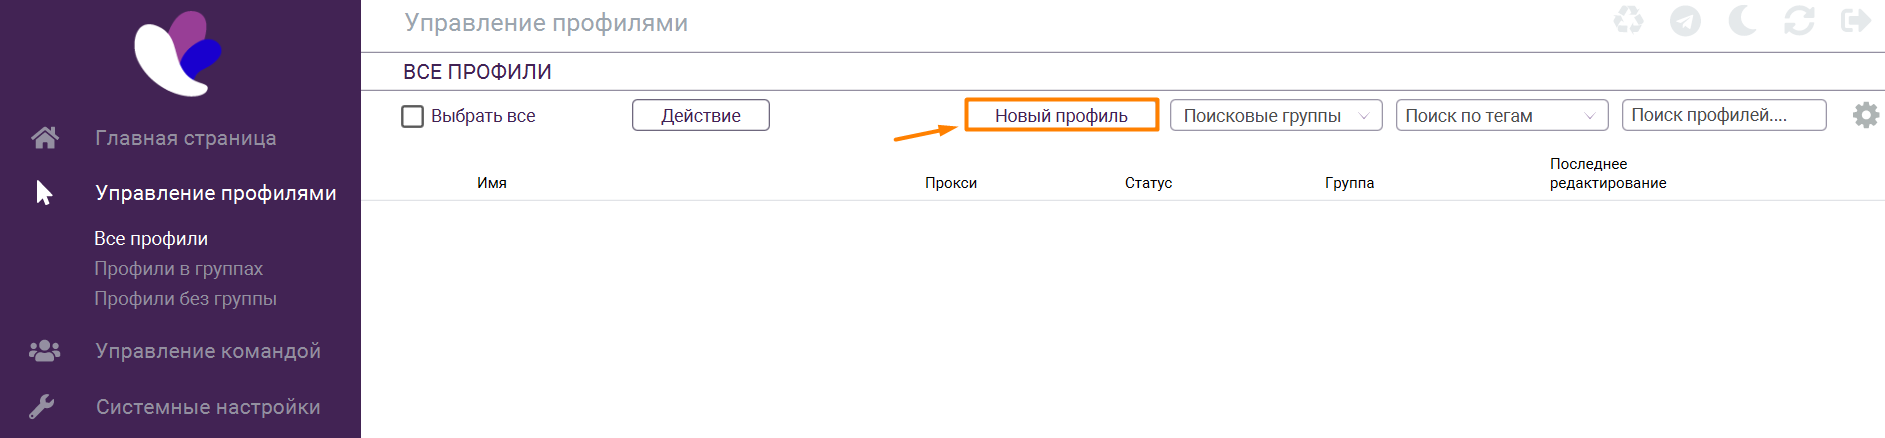 Управление профилями
ВСЕ ПРОФИЛИ
Выбрать все
Действие
Новый профиль
Поисковые группы
Поиск по тегам
Поиск профилей....
Имя
Прокси
Статус
Группа
Последнее
редактирование
Главная страница
Управление профилями
Все профили
Профили в группах
Профили без группы
Управление командой
Системные настройки